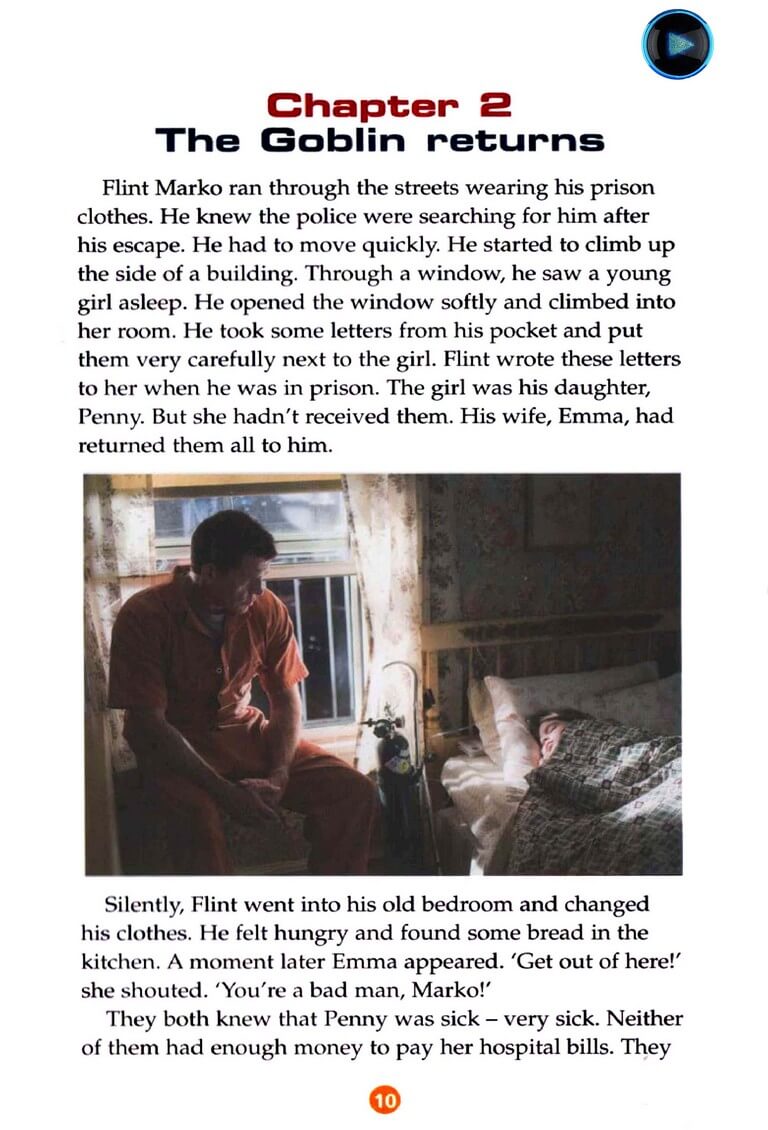 Chapter 2
The Goblin returns
Flint Marko ran through the streets wearing his prison
clothes. He knew the police were searching for him after
his escape. He had to move quickly. He started to climb up
the side of a building. Through a window, he saw a young
girl asleep. He opened the window softly and climbed into
her room. He took some letters from his pocket and put
them very carefully next to the girl. Flint wrote these letters
to her when he was in prison. The girl was his daughter,
Penny. But she hadn't received them. His wife, Emma, had
returned them all to him.
Silently, Flint went into his old bedroom and changed
his clothes. He felt hungry and found some bread in the
kitchen. A moment later Emma appeared. ‘Get out of here!’
she shouted. ‘You're a bad man, Marko!’
They both knew that Penny was sick – very sick. Neither
of them had enough money to pay her hospital bills. They
10